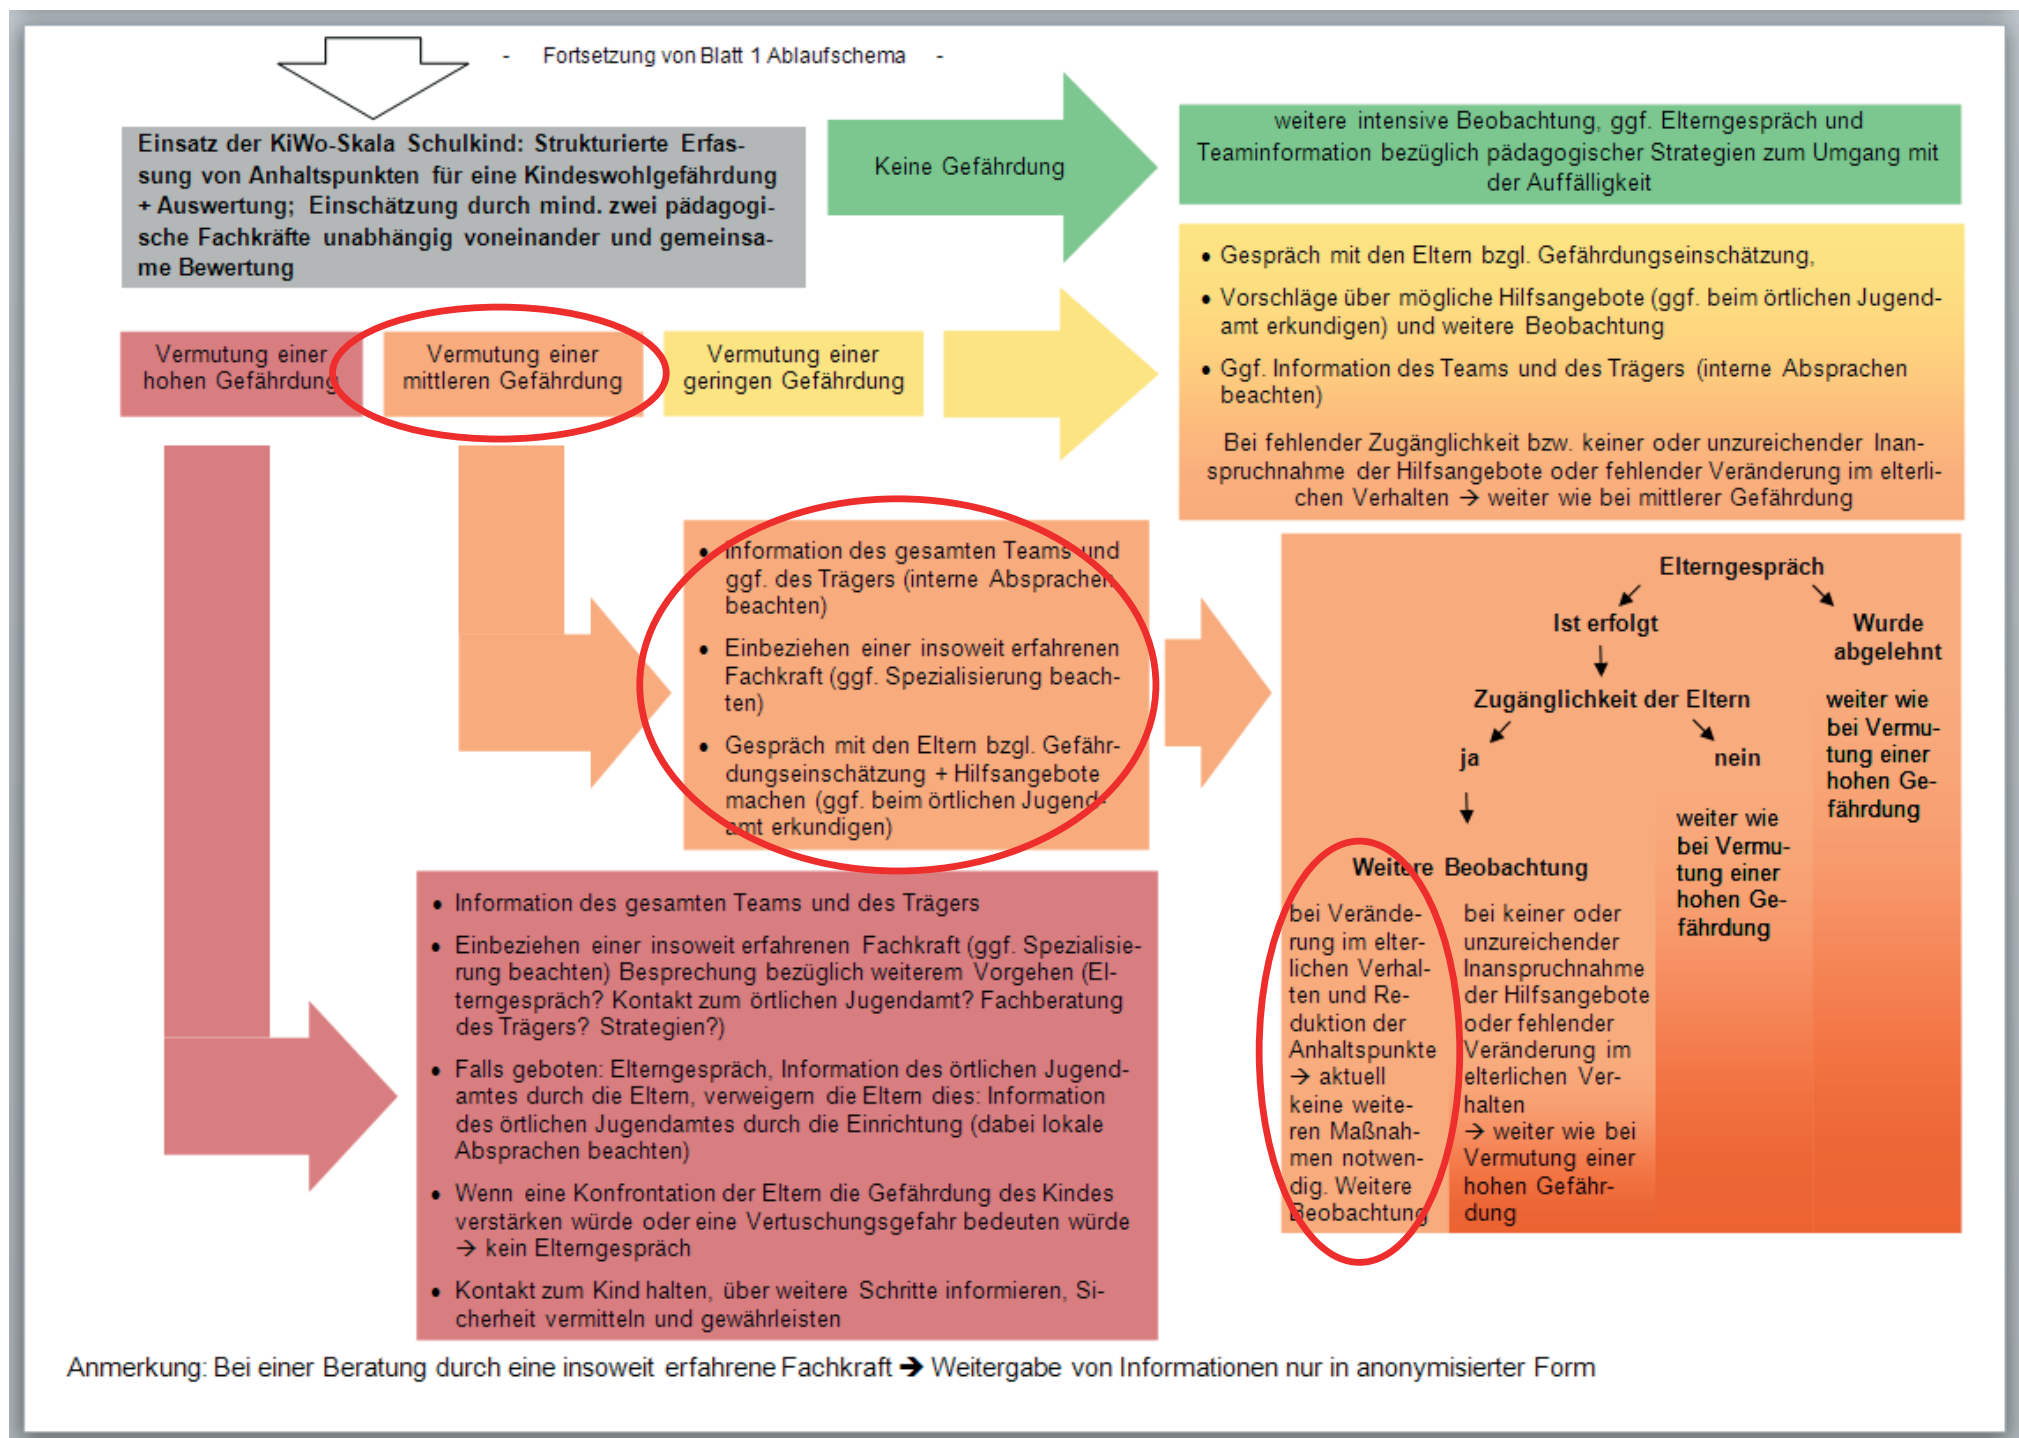 - Fortsetzung von Blatt 1 Ablaufschema -
Einsatz der KiWo-Skala Schulkind: Strukturierte Erfas-
sung von Anhaltspunkten für eine Kindeswohlgefährdung
+ Auswertung; Einschätzung durch mind. zwei pädagogi-
sche Fachkräfte unabhängig voneinander und gemeinsa-
me Bewertung
Keine Gefährdung
weitere intensive Beobachtung, ggf. Elterngespräch und
Teaminformation bezüglich pädagogischer Strategien zum Umgang mit
der Auffälligkeit
Vermutung einer
hohen Gefährdung
Vermutung einer
mittleren Gefährdung
Vermutung einer
geringen Gefährdung
• Gespräch mit den Eltern bzgl. Gefährdungseinschätzung,
• Vorschläge über mögliche Hilfsangebote (ggf. beim örtlichen Jugend-
amt erkundigen) und weitere Beobachtung
• Ggf. Information des Teams und des Trägers (interne Absprachen
beachten)
Bei fehlender Zugänglichkeit bzw. keiner oder unzureichender Inan-
spruchnahme der Hilfsangebote oder fehlender Veränderung im elterli-
chen Verhalten → weiter wie bei mittlerer Gefährdung
• Information des gesamten Teams und
ggf. des Trägers (interne Absprachen
beachten)
• Einbeziehen einer insoweit erfahrenen
Fachkraft (ggf. Spezialisierung beach-
ten)
• Gespräch mit den Eltern bzgl. Gefähr-
dungseinschätzung + Hilfsangebote
machen (ggf. beim örtlichen Jugend-
amt erkundigen)
Elterngespräch
Ist erfolgt
Wurde
abgelehnt
Zugänglichkeit der Eltern
ja
nein
weiter wie
bei Vermu-
tung einer
hohen Ge-
fährdung
weiter wie
bei Vermu-
tung einer
hohen Ge-
fährdung
Weitere Beobachtung
bei Verände-
rung im elter-
lichen Verhal-
ten und Re-
duktion der
Anhaltspunkte
→ aktuell
keine weite-
ren Maßnah-
men notwen-
dig. Weitere
Beobachtung
bei keiner oder
unzureichender
Inanspruchnahme
der Hilfsangebote
oder fehlender
Veränderung im
elterlichen Ver-
halten
→ weiter wie bei
Vermutung einer
hohen Gefähr-
dung
• Information des gesamten Teams und des Trägers
• Einbeziehen einer insoweit erfahrenen Fachkraft (ggf. Spezialisie-
rung beachten) Besprechung bezüglich weiterem Vorgehen (El-
terngespräch? Kontakt zum örtlichen Jugendamt? Fachberatung
des Trägers? Strategien?)
• Falls geboten: Elterngespräch, Information des örtlichen Jugend-
amtes durch die Eltern, verweigern die Eltern dies: Information
des örtlichen Jugendamtes durch die Einrichtung (dabei lokale
Absprachen beachten)
• Wenn eine Konfrontation der Eltern die Gefährdung des Kindes
verstärken würde oder eine Vertuschungsgefahr bedeuten würde
→ kein Elterngespräch
• Kontakt zum Kind halten, über weitere Schritte informieren, Si-
cherheit vermitteln und gewährleisten
Anmerkung: Bei einer Beratung durch eine insoweit erfahrene Fachkraft ➔ Weitergabe von Informationen nur in anonymisierter Form